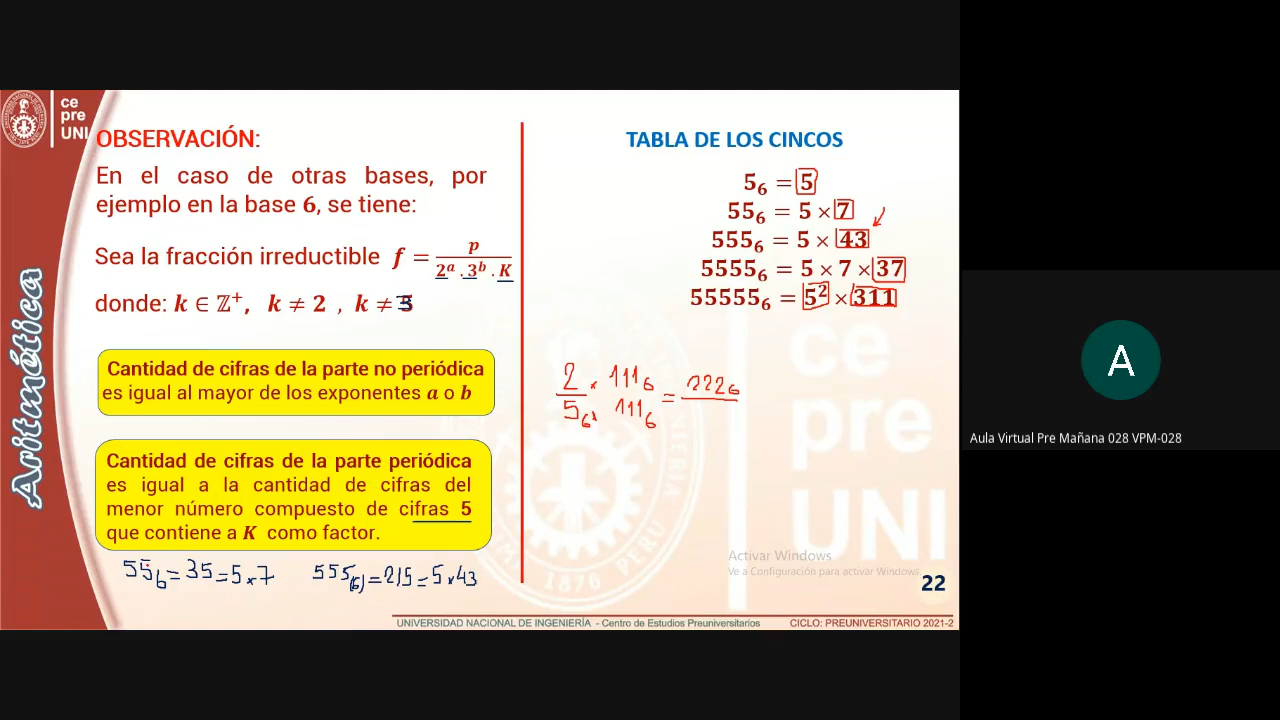 ce
pre
UNI
Aritmética
OBSERVACIÓN:
En el caso de otras bases, por
ejemplo en la base 6, se tiene:
Sea la fracción irreductible f = p / 2^a . 3^b . K
donde: k ∈ ℤ⁺, k ≠ 2 , k ≠ 3
Cantidad de cifras de la parte no periódica
es igual al mayor de los exponentes a o b
Cantidad de cifras de la parte periódica
es igual a la cantidad de cifras del
menor número compuesto de cifras 5
que contiene a K como factor.
55₆ = 35 = 5×7 555₍₆₎ = 215 = 5×43
TABLA DE LOS CINCOS
5₆ = 5
55₆ = 5 × 7
555₆ = 5 × 43
5555₆ = 5 × 7 × 37
55555₆ = 5² × 311
2 × 111₆ / 5₆ × 111₆ = 222₆
ce
pre
UNI
1876
PERU
Activar Windows
Ve a Configuración para activar Windows.
22
UNIVERSIDAD NACIONAL DE INGENIERÍA - Centro de Estudios Preuniversitarios CICLO: PREUNIVERSITARIO 2021-2
A
Aula Virtual Pre Mañana 028 VPM-028